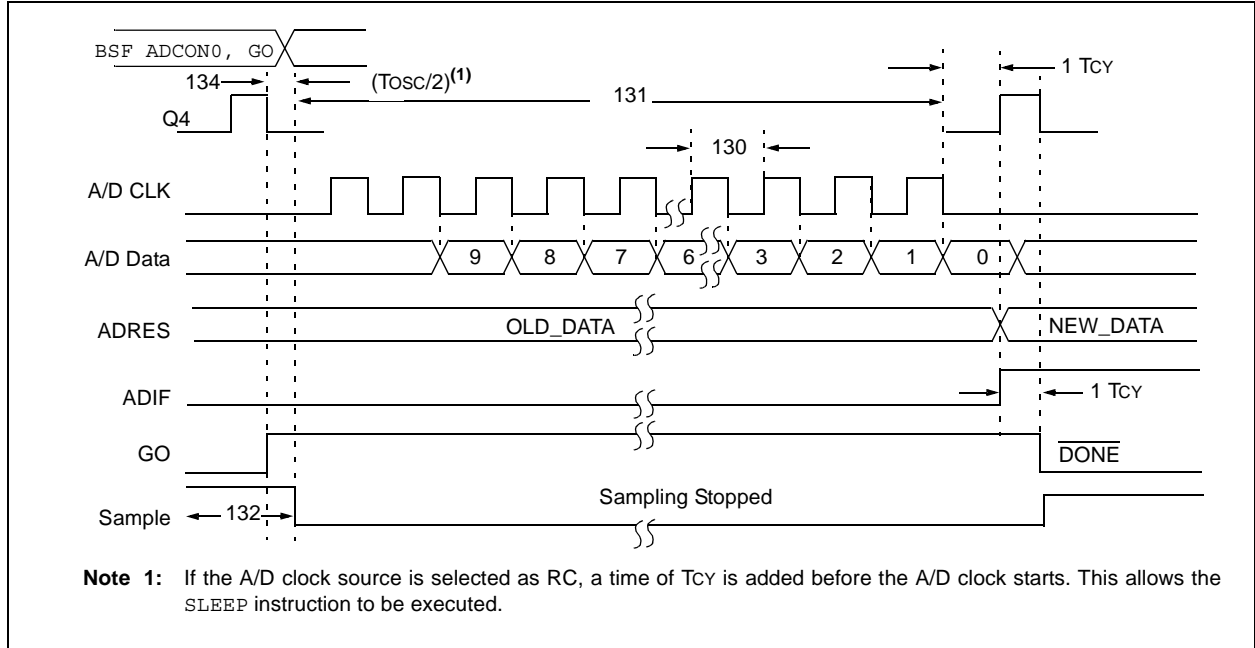 BSF ADCON0, GO
134
(TOSC/2)(1)
131
1 TCY
Q4
130
A/D CLK
A/D Data
9 8 7 6 3 2 1 0
ADRES
OLD_DATA
NEW_DATA
ADIF
1 TCY
GO
DONE
Sample
132
Sampling Stopped
Note 1: If the A/D clock source is selected as RC, a time of TCY is added before the A/D clock starts. This allows the
SLEEP instruction to be executed.